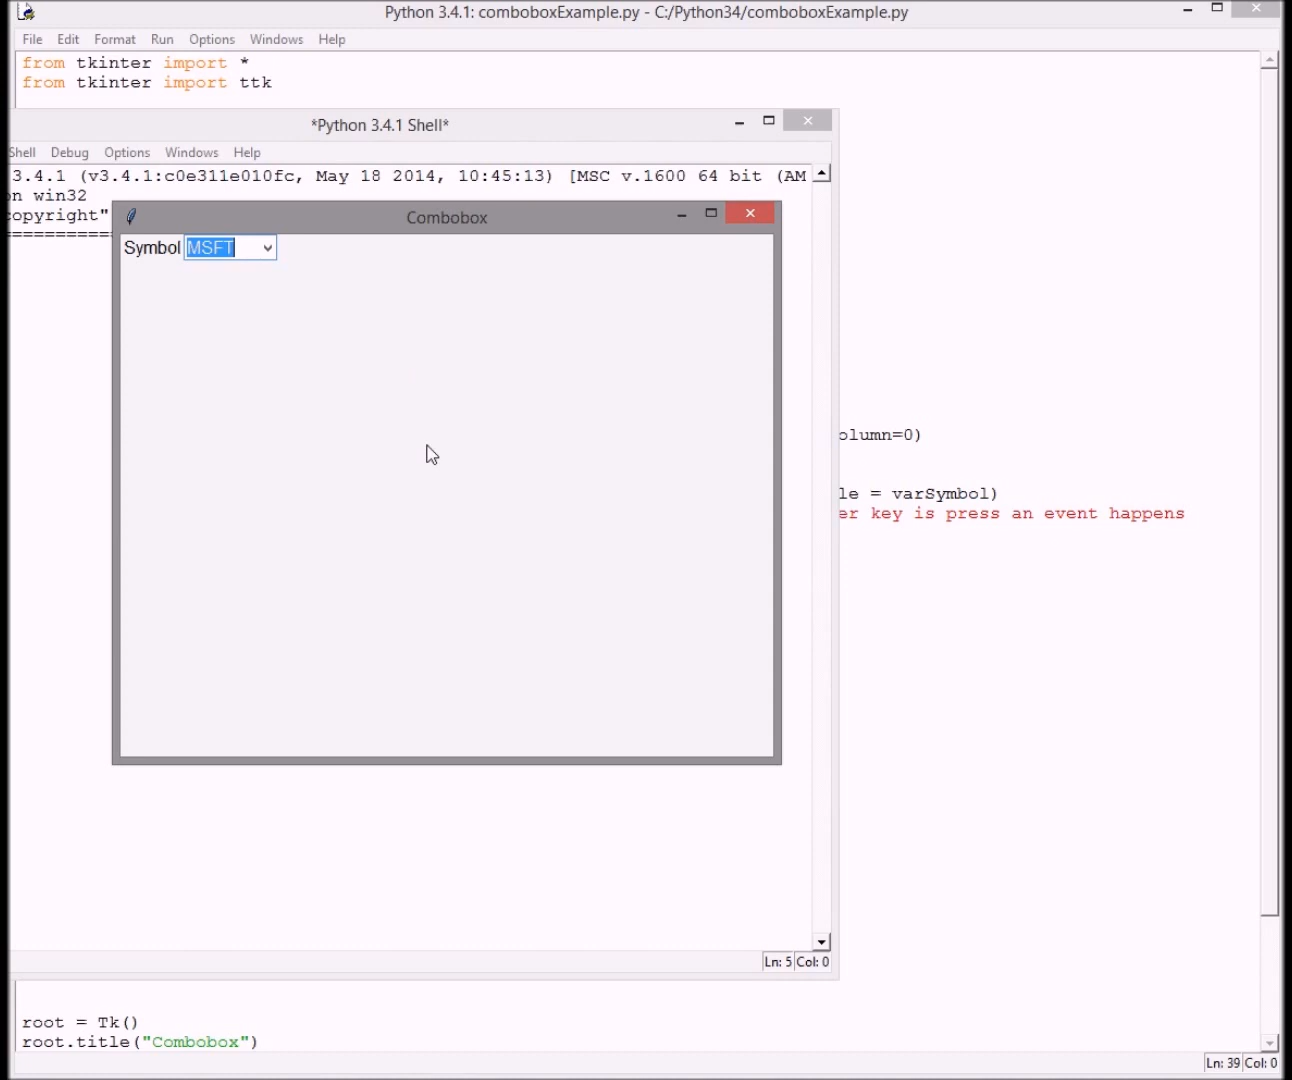 Python 3.4.1: comboboxExample.py - C:/Python34/comboboxExample.py
File Edit Format Run Options Windows Help
from tkinter import *
from tkinter import ttk
*Python 3.4.1 Shell*
Shell Debug Options Windows Help
3.4.1 (v3.4.1:c0e311e010fc, May 18 2014, 10:45:13) [MSC v.1600 64 bit (AM
on win32
copyright"
============
Combobox
Symbol MSFT
olumn=0)
le = varSymbol)
er key is press an event happens
Ln: 5 Col: 0
root = Tk()
root.title("Combobox")
Ln: 39 Col: 0